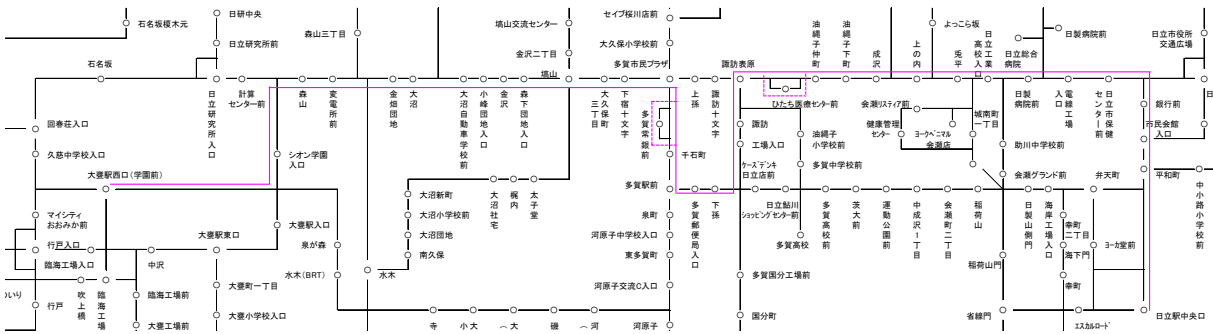 石名坂榎木元
日研中央
日立研究所前
森山三丁目
塙山交流センター
金沢二丁目
塙山
セイブ桜川店前
大久保小学校前
多賀市民プラザ
諏訪表原
油縄子仲町
油縄子下町
成沢
上の内
よっこら坂
兎平
日立工業高校入口
日立総合病院
日製病院前
日立市役所交通広場
石名坂
日立研究所入口
計算センター前
森山
変電所前
金畑団地
大沼
大沼自動車学校前
小峰団地入口
金沢
森下団地入口
大久保町三丁目
下宿十文字
多賀常銀前
上孫
諏訪十文字
ひたち医療センター前
会瀬リスティア前
日製病院前
電線工場入口
日立市保健センター前
銀行前
市民会館入口
回春荘入口
久慈中学校入口
大甕駅西口(学園前)
シオン学園入口
諏訪
工場入口
ケーズデンキ日立店前
油縄子小学校前
多賀中学校前
健康管理センター
ヨークベニマル会瀬店
城南町一丁目
助川中学校前
会瀬グランド前
弁天町
平和町
中小路小学校前
千石町
多賀駅前
マイシティおおみか前
行戸入口
臨海工場入口
中沢
大甕駅東口
大甕駅入口
泉が森
水木(BRT)
水木
大沼新町
大沼小学校前
大沼団地
南久保
大沼社宅
梶内
太子堂
泉町
河原子中学校入口
東多賀町
河原子交流C入口
河原子
多賀郵便局入口
下孫
日立鮎川ショッピングセンター前
多賀高校
多賀高校前
茨大前
運動公園前
中成沢1丁目
会瀬町二丁目
稲荷山
日製山側門
海岸工場入口
幸町二丁目
海下門
幸町
ヨーカ堂前
稲荷山門
多賀国分工場前
国分町
省線門
エスカルロード
日立駅中央口
のいり
行戸
吹上橋
臨海工場
臨海工場前
大甕工場前
大甕町一丁目
大甕小学校入口
寺
小
大
(大
磯
(河